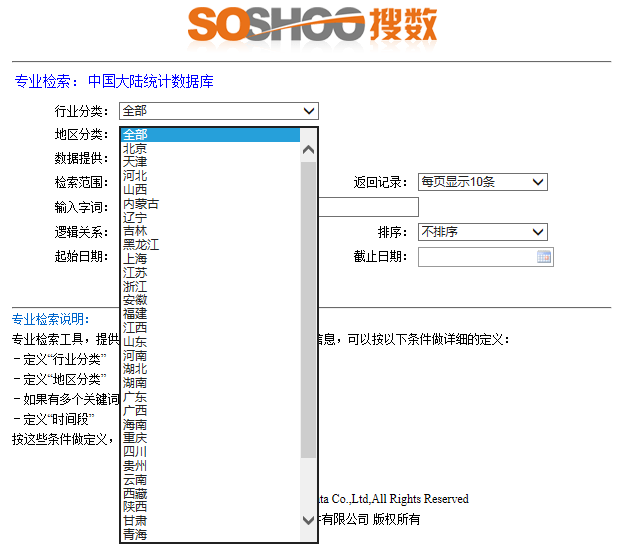 SOSHOO搜数
专业检索：中国大陆统计数据库
行业分类： 全部
地区分类： 全部
北京
数据提供： 天津
河北
检索范围： 返回记录： 每页显示10条
山西
内蒙古
输入字词：
辽宁
吉林
逻辑关系： 排序： 不排序
黑龙江
起始日期： 上海 截止日期：
江苏
浙江
安徽
福建
专业检索说明：
江西
专业检索工具，提供 山东 信息，可以按以下条件做详细的定义：
－定义“行业分类” 河南
湖北
－定义“地区分类” 湖南
－如果有多个关键词 广东
广西
－定义“时间段” 海南
按这些条件做定义， 重庆
四川
贵州
云南
西藏
ta Co.,Ltd,All Rights Reserved
陕西
甘肃 有限公司 版权所有
青海